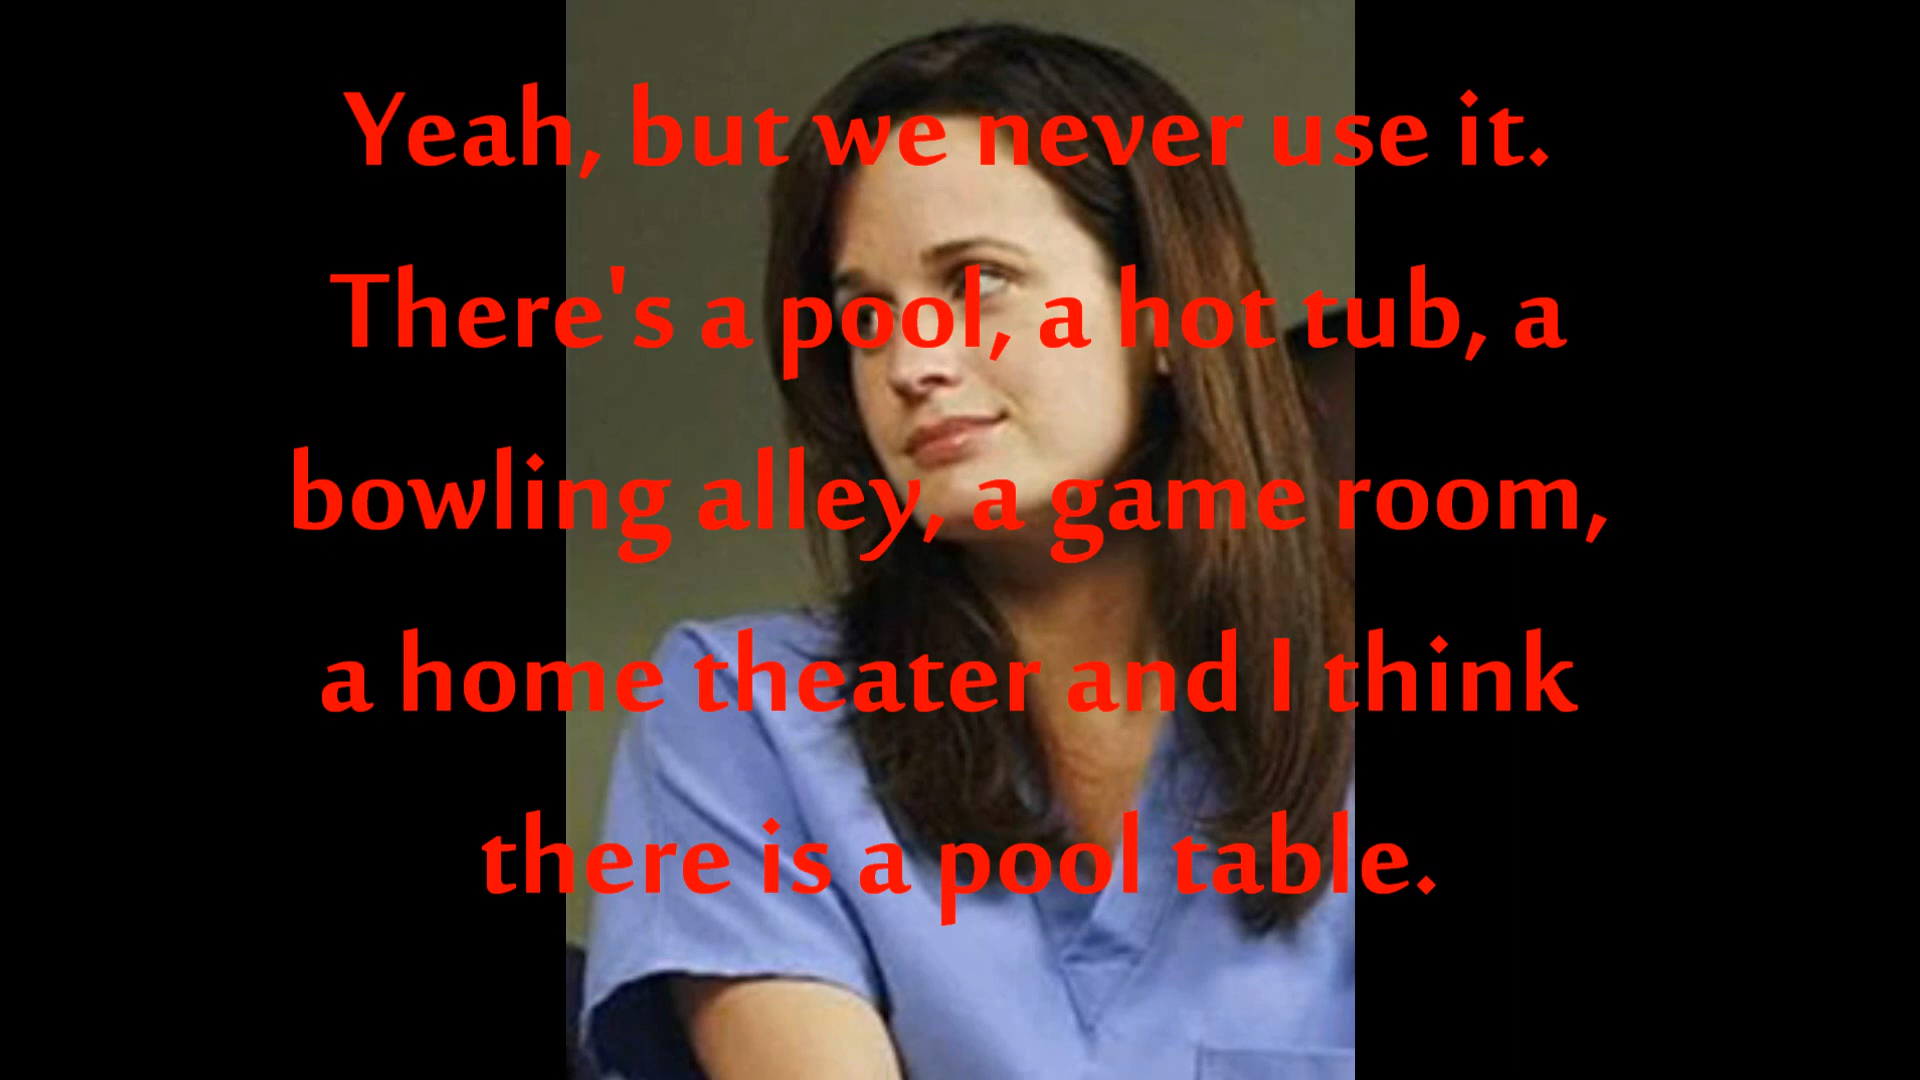 Yeah, but we never use it.
There's a pool, a hot tub, a
bowling alley, a game room,
a home theater and I think
there is a pool table.